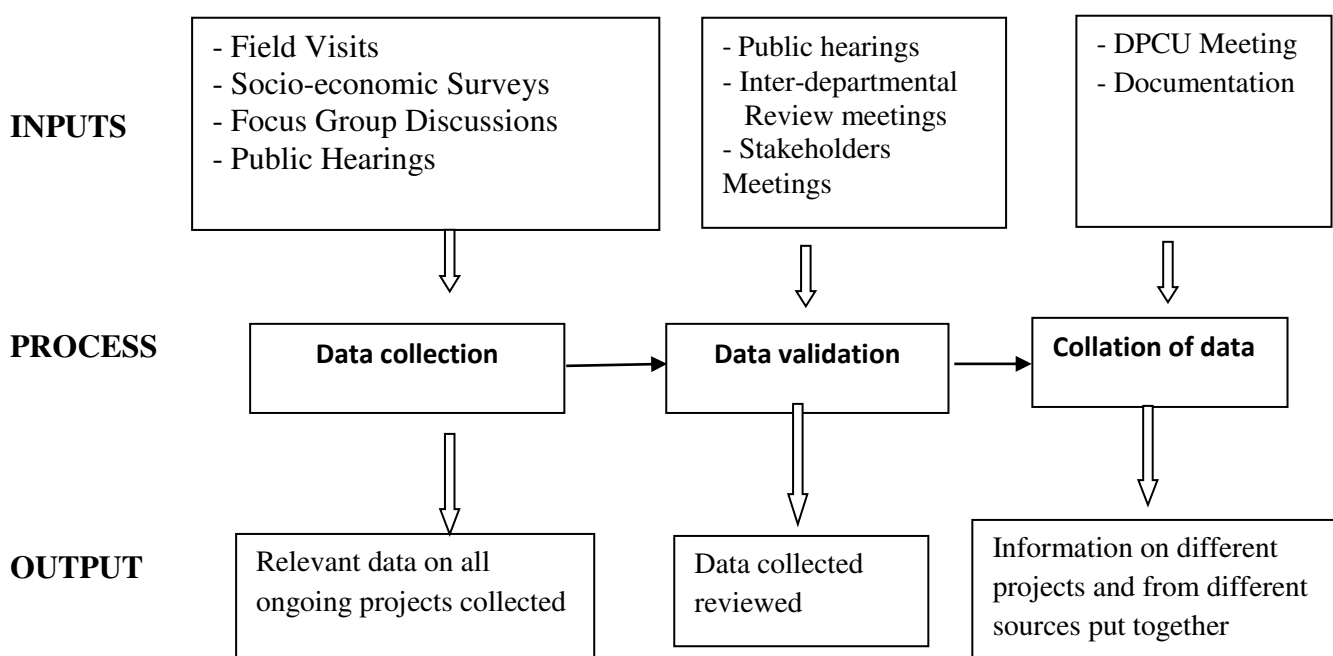 INPUTS
- Field Visits
- Socio-economic Surveys
- Focus Group Discussions
- Public Hearings
- Public hearings
- Inter-departmental
Review meetings
- Stakeholders
Meetings
- DPCU Meeting
- Documentation
PROCESS
Data collection
Data validation
Collation of data
OUTPUT
Relevant data on all
ongoing projects collected
Data collected
reviewed
Information on different
projects and from different
sources put together